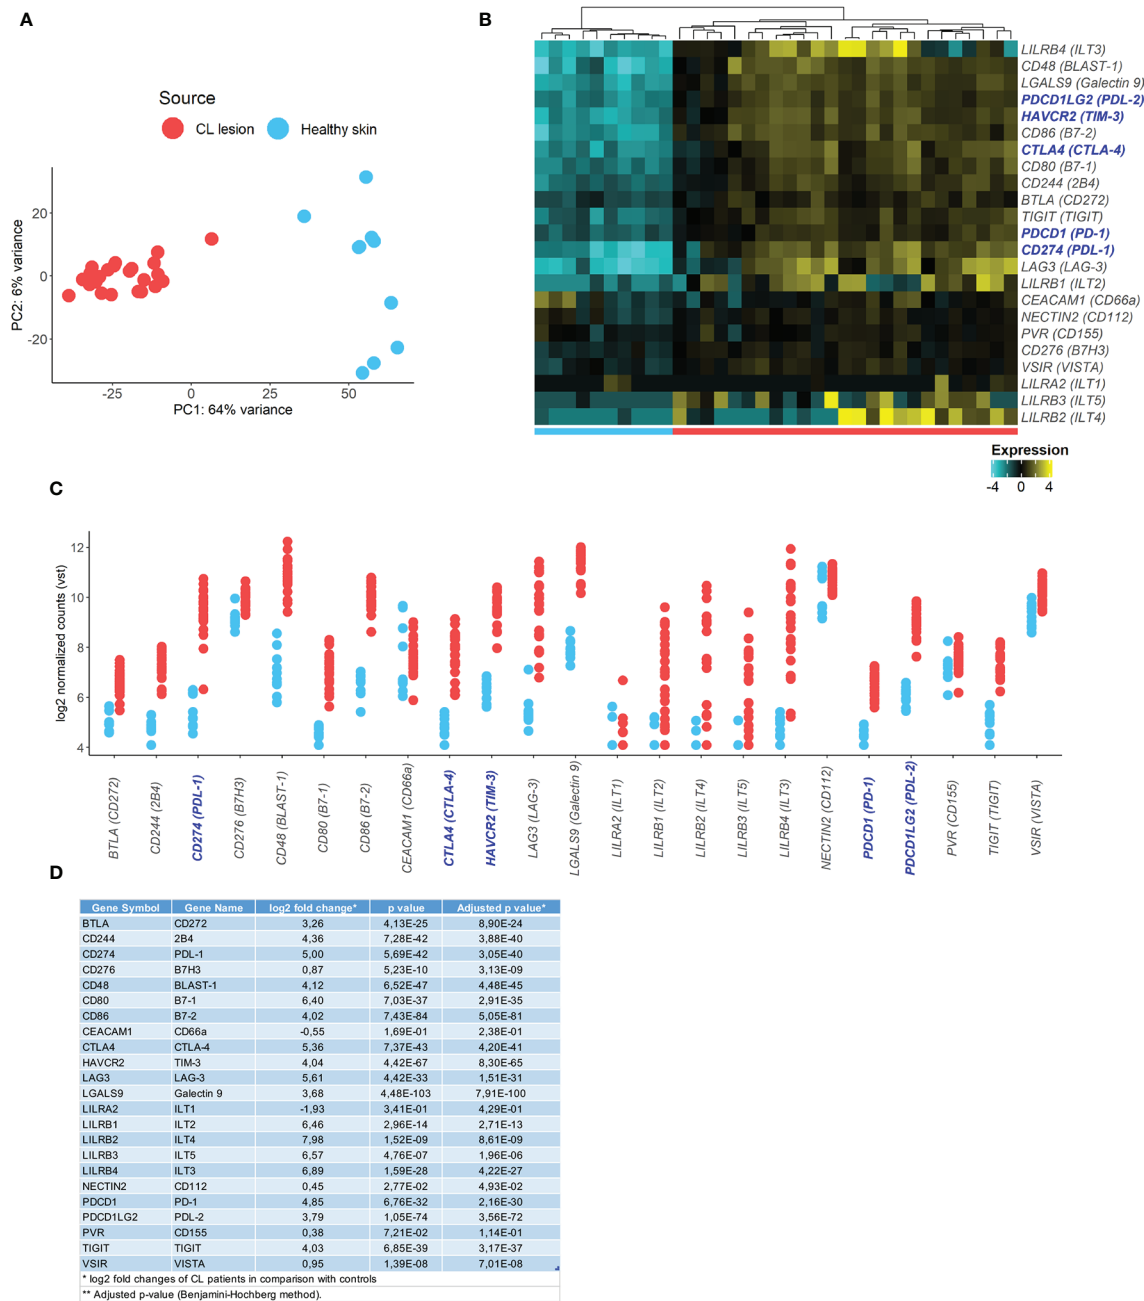 A
Source
CL lesion Healthy skin
20
0
-20
PC2: 6% variance
-25 0 25 50
PC1: 64% variance
B
LILRB4 (ILT3)
CD48 (BLAST-1)
LGALS9 (Galectin 9)
PDCD1LG2 (PDL-2)
HAVCR2 (TIM-3)
CD86 (B7-2)
CTLA4 (CTLA-4)
CD80 (B7-1)
CD244 (2B4)
BTLA (CD272)
TIGIT (TIGIT)
PDCD1 (PD-1)
CD274 (PDL-1)
LAG3 (LAG-3)
LILRB1 (ILT2)
CEACAM1 (CD66a)
NECTIN2 (CD112)
PVR (CD155)
CD276 (B7H3)
VSIR (VISTA)
LILRA2 (ILT1)
LILRB3 (ILT5)
LILRB2 (ILT4)
Expression
-4 0 4
C
12
10
8
6
4
log2 normalized counts (vst)
BTLA (CD272)
CD244 (2B4)
CD274 (PDL-1)
CD276 (B7H3)
CD48 (BLAST-1)
CD80 (B7-1)
CD86 (B7-2)
CEACAM1 (CD66a)
CTLA4 (CTLA-4)
HAVCR2 (TIM-3)
LAG3 (LAG-3)
LGALS9 (Galectin 9)
LILRA2 (ILT1)
LILRB1 (ILT2)
LILRB2 (ILT4)
LILRB3 (ILT5)
LILRB4 (ILT3)
NECTIN2 (CD112)
PDCD1 (PD-1)
PDCD1LG2 (PDL-2)
PVR (CD155)
TIGIT (TIGIT)
VSIR (VISTA)
D
Gene Symbol Gene Name log2 fold change* p value Adjusted p value*
BTLA CD272 3,26 4,13E-25 8,90E-24
CD244 2B4 4,36 7,28E-42 3,88E-40
CD274 PDL-1 5,00 5,69E-42 3,05E-40
CD276 B7H3 0,87 5,23E-10 3,13E-09
CD48 BLAST-1 4,12 6,52E-47 4,48E-45
CD80 B7-1 6,40 7,03E-37 2,91E-35
CD86 B7-2 4,02 7,43E-84 5,05E-81
CEACAM1 CD66a -0,55 1,69E-01 2,38E-01
CTLA4 CTLA-4 5,36 7,37E-43 4,20E-41
HAVCR2 TIM-3 4,04 4,42E-67 8,30E-65
LAG3 LAG-3 5,61 4,42E-33 1,51E-31
LGALS9 Galectin 9 3,68 4,48E-103 7,91E-100
LILRA2 ILT1 -1,93 3,41E-01 4,29E-01
LILRB1 ILT2 6,46 2,96E-14 2,71E-13
LILRB2 ILT4 7,98 1,52E-09 8,61E-09
LILRB3 ILT5 6,57 4,76E-07 1,96E-06
LILRB4 ILT3 6,89 1,59E-28 4,22E-27
NECTIN2 CD112 0,45 2,77E-02 4,93E-02
PDCD1 PD-1 4,85 6,76E-32 2,16E-30
PDCD1LG2 PDL-2 3,79 1,05E-74 3,56E-72
PVR CD155 0,38 7,21E-02 1,14E-01
TIGIT TIGIT 4,03 6,85E-39 3,17E-37
VSIR VISTA 0,95 1,39E-08 7,01E-08
* log2 fold changes of CL patients in comparison with controls
** Adjusted p-value (Benjamini-Hochberg method).